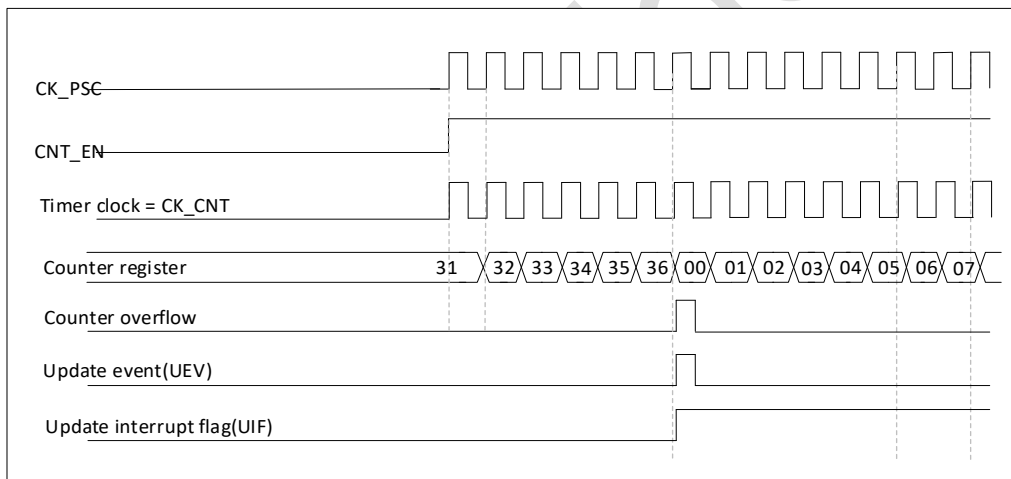 CK_PSC
CNT_EN
Timer clock = CK_CNT
Counter register 31 32 33 34 35 36 00 01 02 03 04 05 06 07
Counter overflow
Update event(UEV)
Update interrupt flag(UIF)